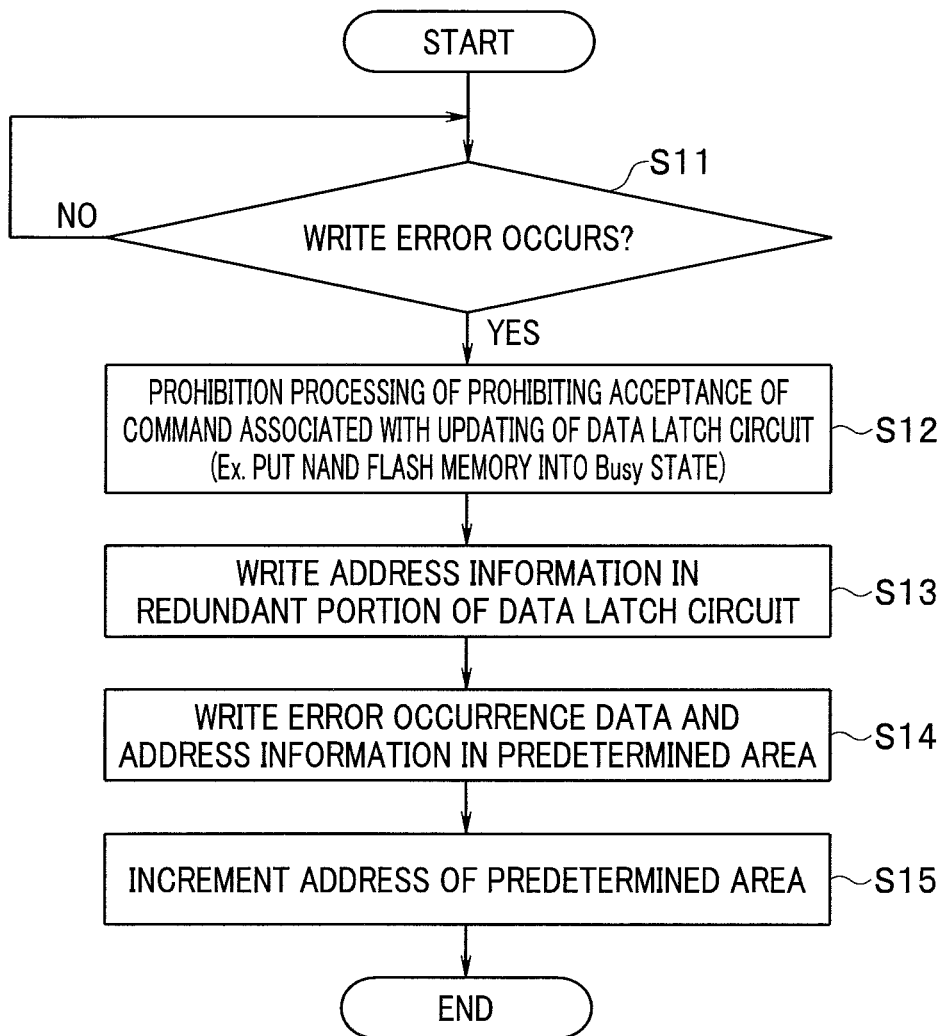 START
S11
NO
WRITE ERROR OCCURS?
YES
PROHIBITION PROCESSING OF PROHIBITING ACCEPTANCE OF
COMMAND ASSOCIATED WITH UPDATING OF DATA LATCH CIRCUIT
(Ex. PUT NAND FLASH MEMORY INTO Busy STATE)
S12
WRITE ADDRESS INFORMATION IN
REDUNDANT PORTION OF DATA LATCH CIRCUIT
S13
WRITE ERROR OCCURRENCE DATA AND
ADDRESS INFORMATION IN PREDETERMINED AREA
S14
INCREMENT ADDRESS OF PREDETERMINED AREA
S15
END